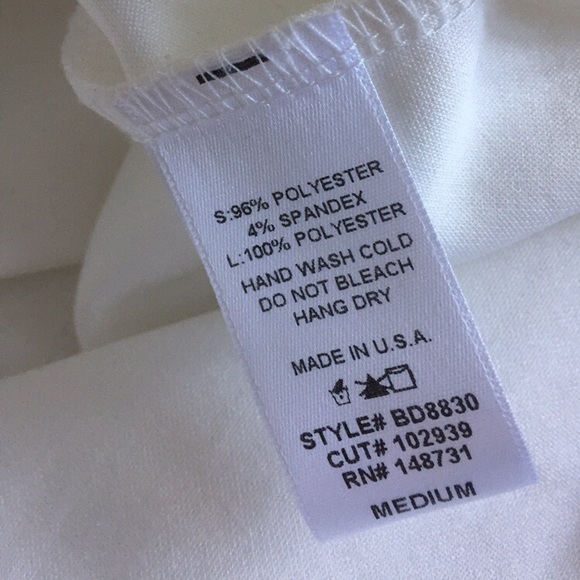 S:96% POLYESTER
4% SPANDEX
L:100% POLYESTER
HAND WASH COLD
DO NOT BLEACH
HANG DRY
MADE IN U.S.A.
STYLE# BD8830
CUT# 102939
RN# 148731
MEDIUM